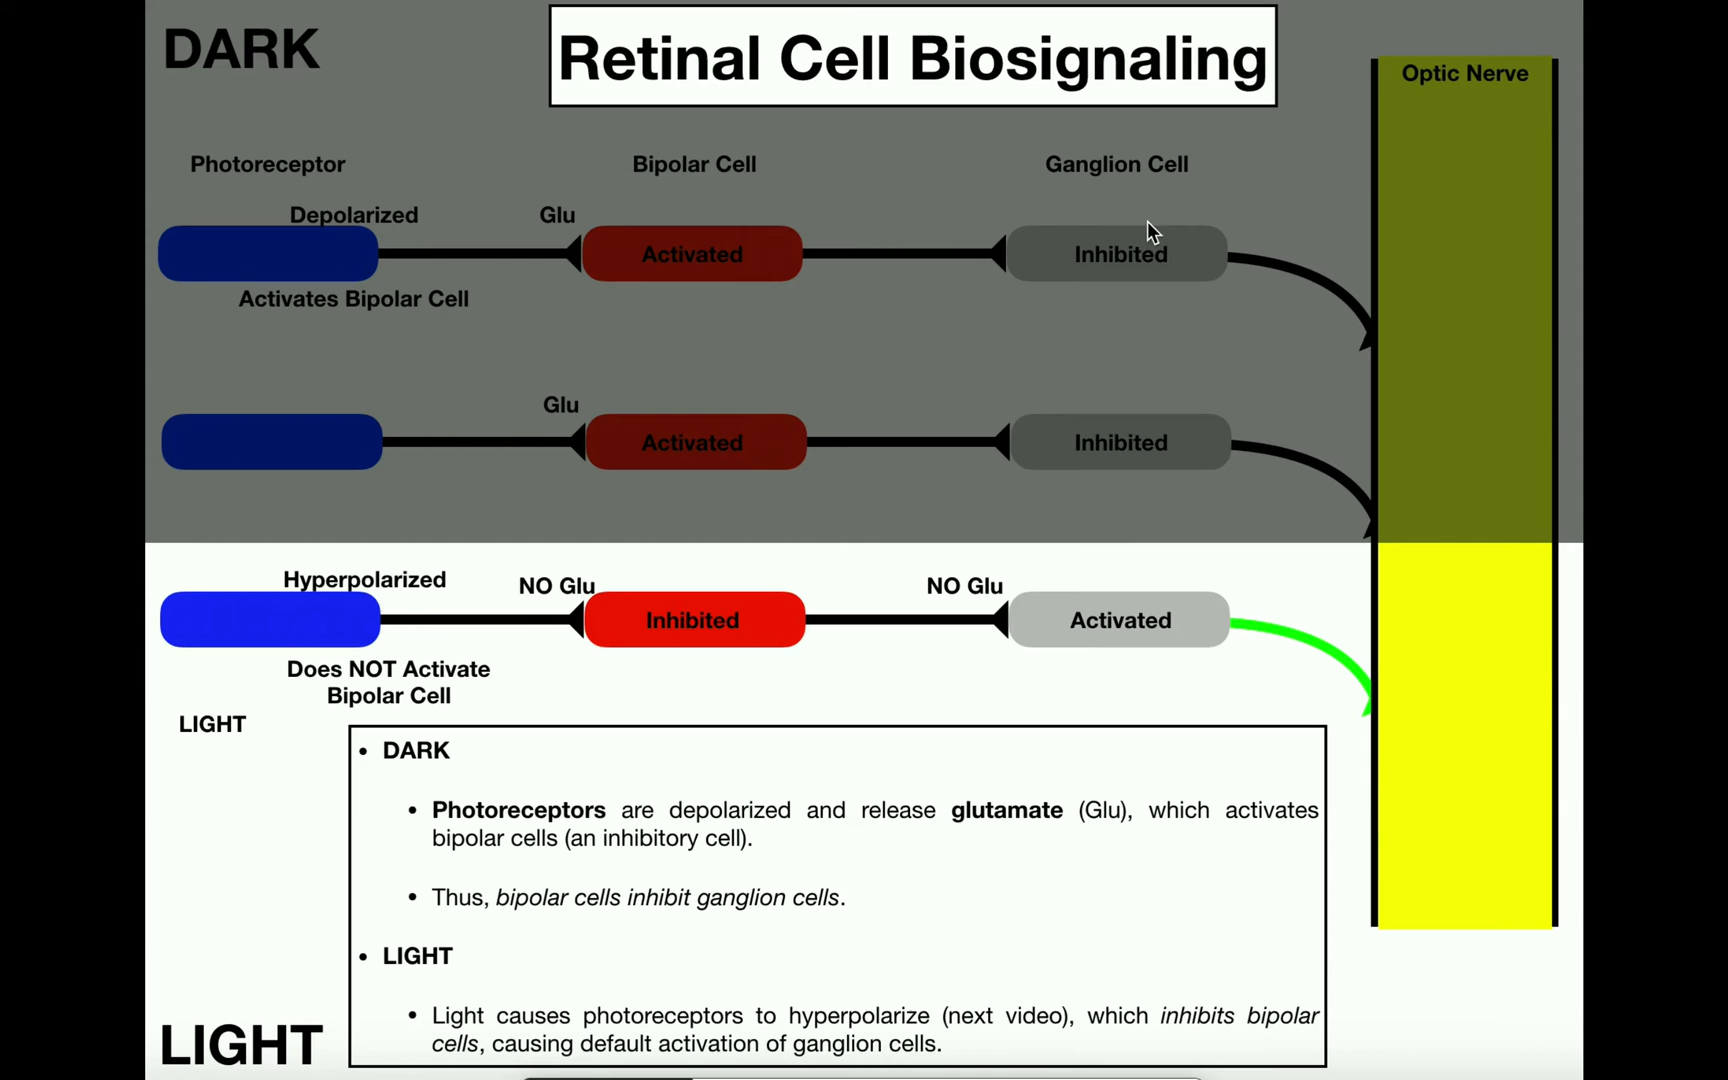 DARK
Retinal Cell Biosignaling
Optic Nerve
Photoreceptor
Bipolar Cell
Ganglion Cell
Depolarized
Glu
Activated
Inhibited
Activates Bipolar Cell
Glu
Activated
Inhibited
Hyperpolarized
NO Glu
NO Glu
Inhibited
Activated
Does NOT Activate
Bipolar Cell
LIGHT
• DARK
• Photoreceptors are depolarized and release glutamate (Glu), which activates
bipolar cells (an inhibitory cell).
• Thus, bipolar cells inhibit ganglion cells.
• LIGHT
• Light causes photoreceptors to hyperpolarize (next video), which inhibits bipolar
cells, causing default activation of ganglion cells.
LIGHT